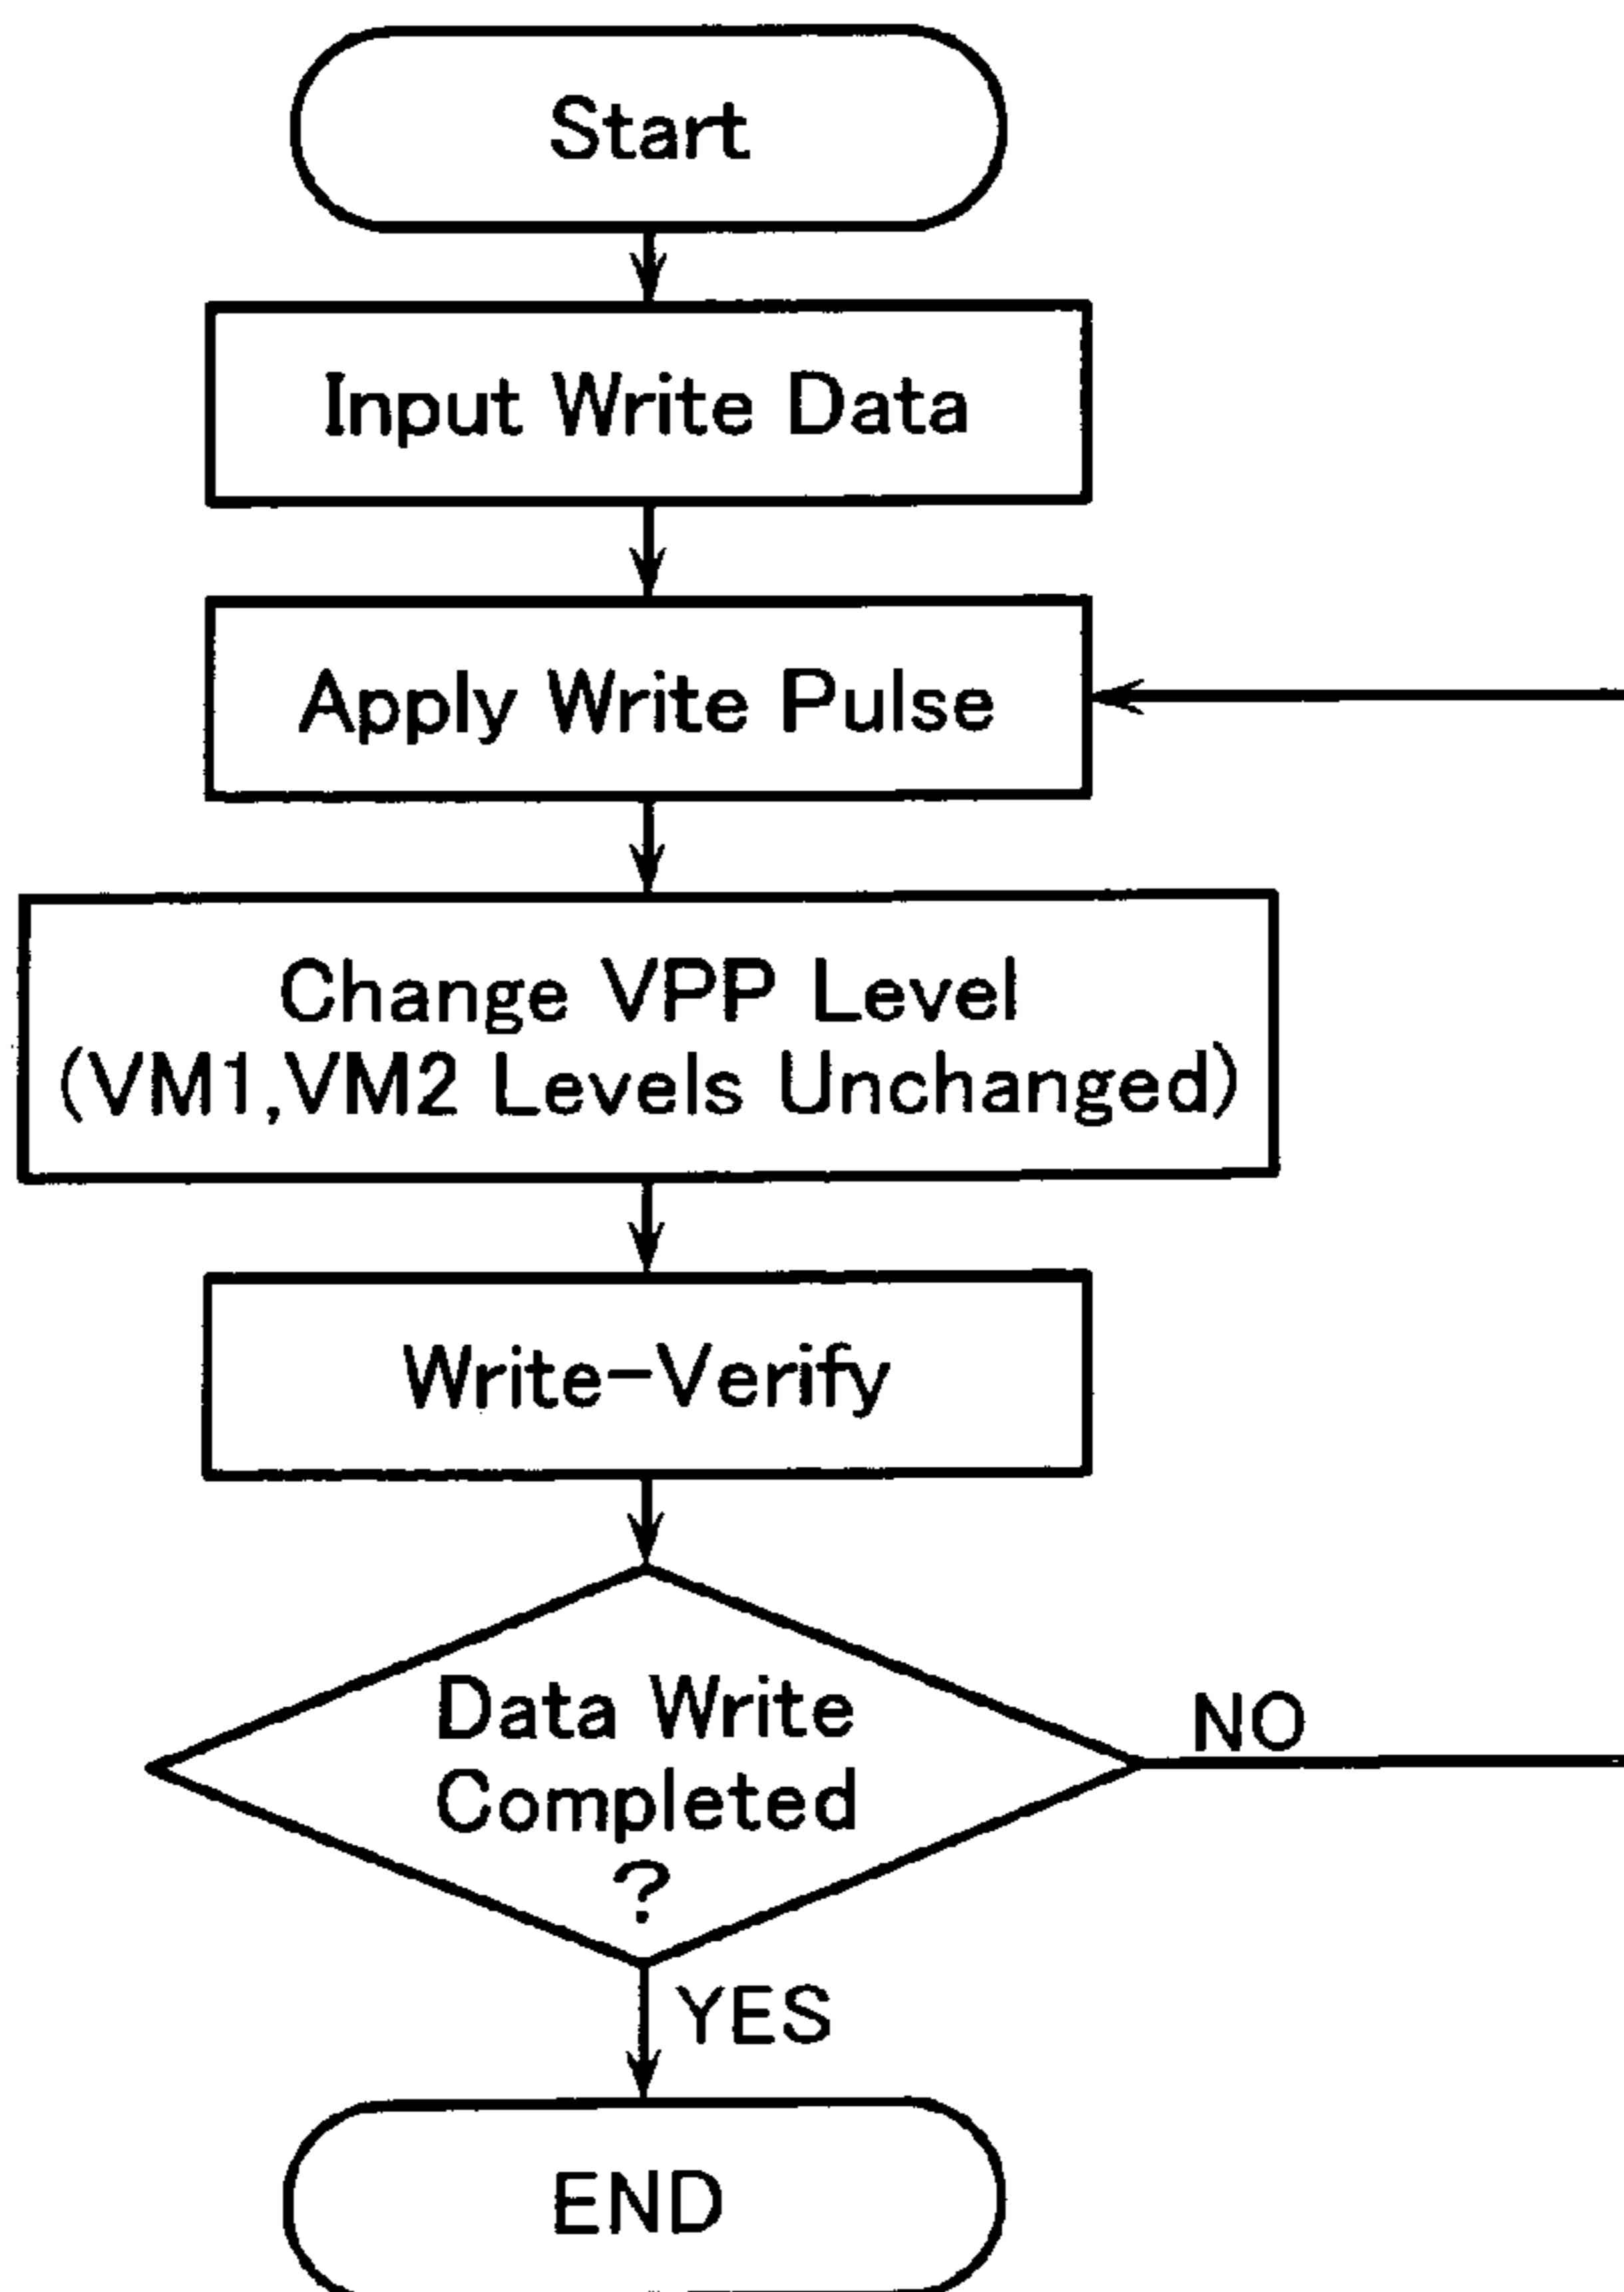 Start
Input Write Data
Apply Write Pulse
Change VPP Level
(VM1,VM2 Levels Unchanged)
Write-Verify
Data Write
Completed
?
NO
YES
END